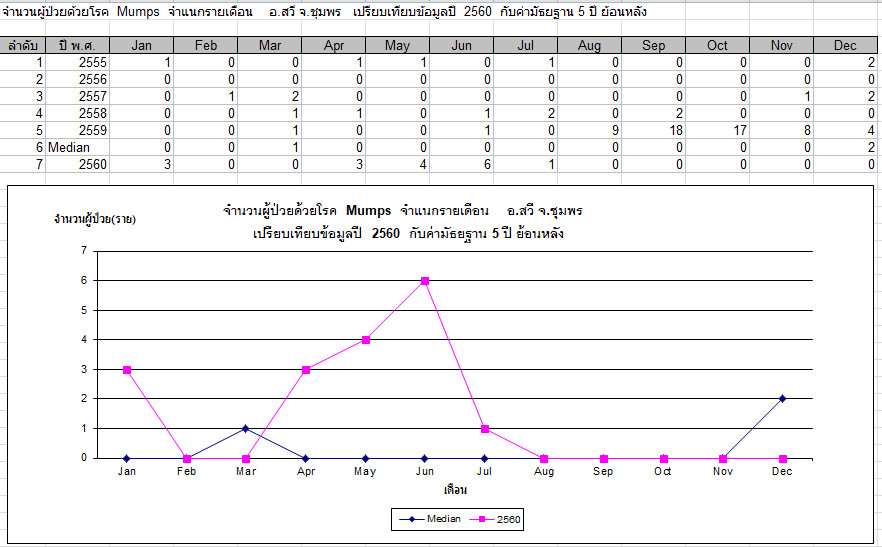 จำนวนผู้ป่วยด้วยโรค Mumps จำแนกรายเดือน อ.สวี จ.ชุมพร เปรียบเทียบข้อมูลปี 2560 กับค่ามัธยฐาน 5 ปี ย้อนหลัง
ลำดับ ปี พ.ศ. Jan Feb Mar Apr May Jun Jul Aug Sep Oct Nov Dec
1 2555 1 0 0 1 1 0 1 0 0 0 0 2
2 2556 0 0 0 0 0 0 0 0 0 0 0 0
3 2557 0 1 2 0 0 0 0 0 0 0 1 2
4 2558 0 0 1 1 0 1 2 0 2 0 0 0
5 2559 0 0 1 0 0 1 0 9 18 17 8 4
6 Median 0 0 1 0 0 0 0 0 0 0 0 2
7 2560 3 0 0 3 4 6 1 0 0 0 0 0
จำนวนผู้ป่วยด้วยโรค Mumps จำแนกรายเดือน อ.สวี จ.ชุมพร
เปรียบเทียบข้อมูลปี 2560 กับค่ามัธยฐาน 5 ปี ย้อนหลัง
จำนวนผู้ป่วย(ราย)
7
6
5
4
3
2
1
0
Jan Feb Mar Apr May Jun Jul Aug Sep Oct Nov Dec
เดือน
Median 2560